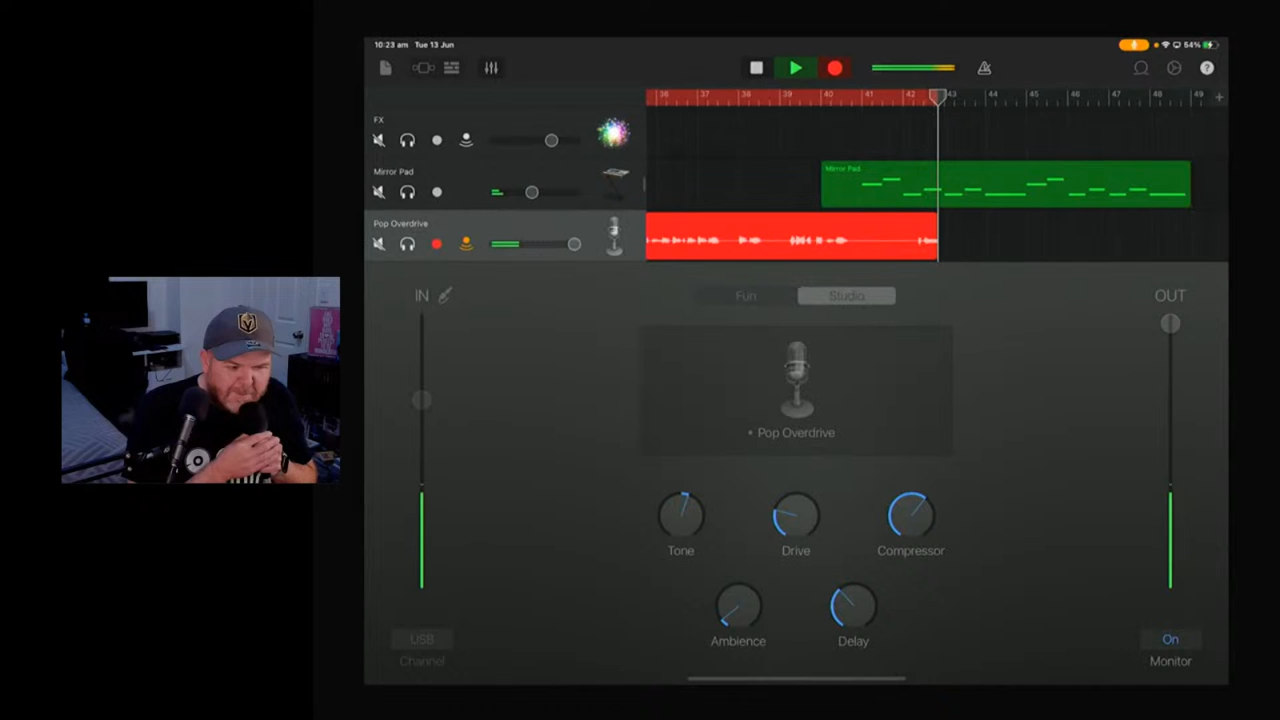 10:23 am Tue 13 Jun
54%
36 37 38 39 40 41 42 43 44 45 46 47 48 49
FX
Mirror Pad
Mirror Pad
Pop Overdrive
IN
Fun
Studio
OUT
• Pop Overdrive
Tone
Drive
Compressor
Ambience
Delay
USB
Channel
On
Monitor